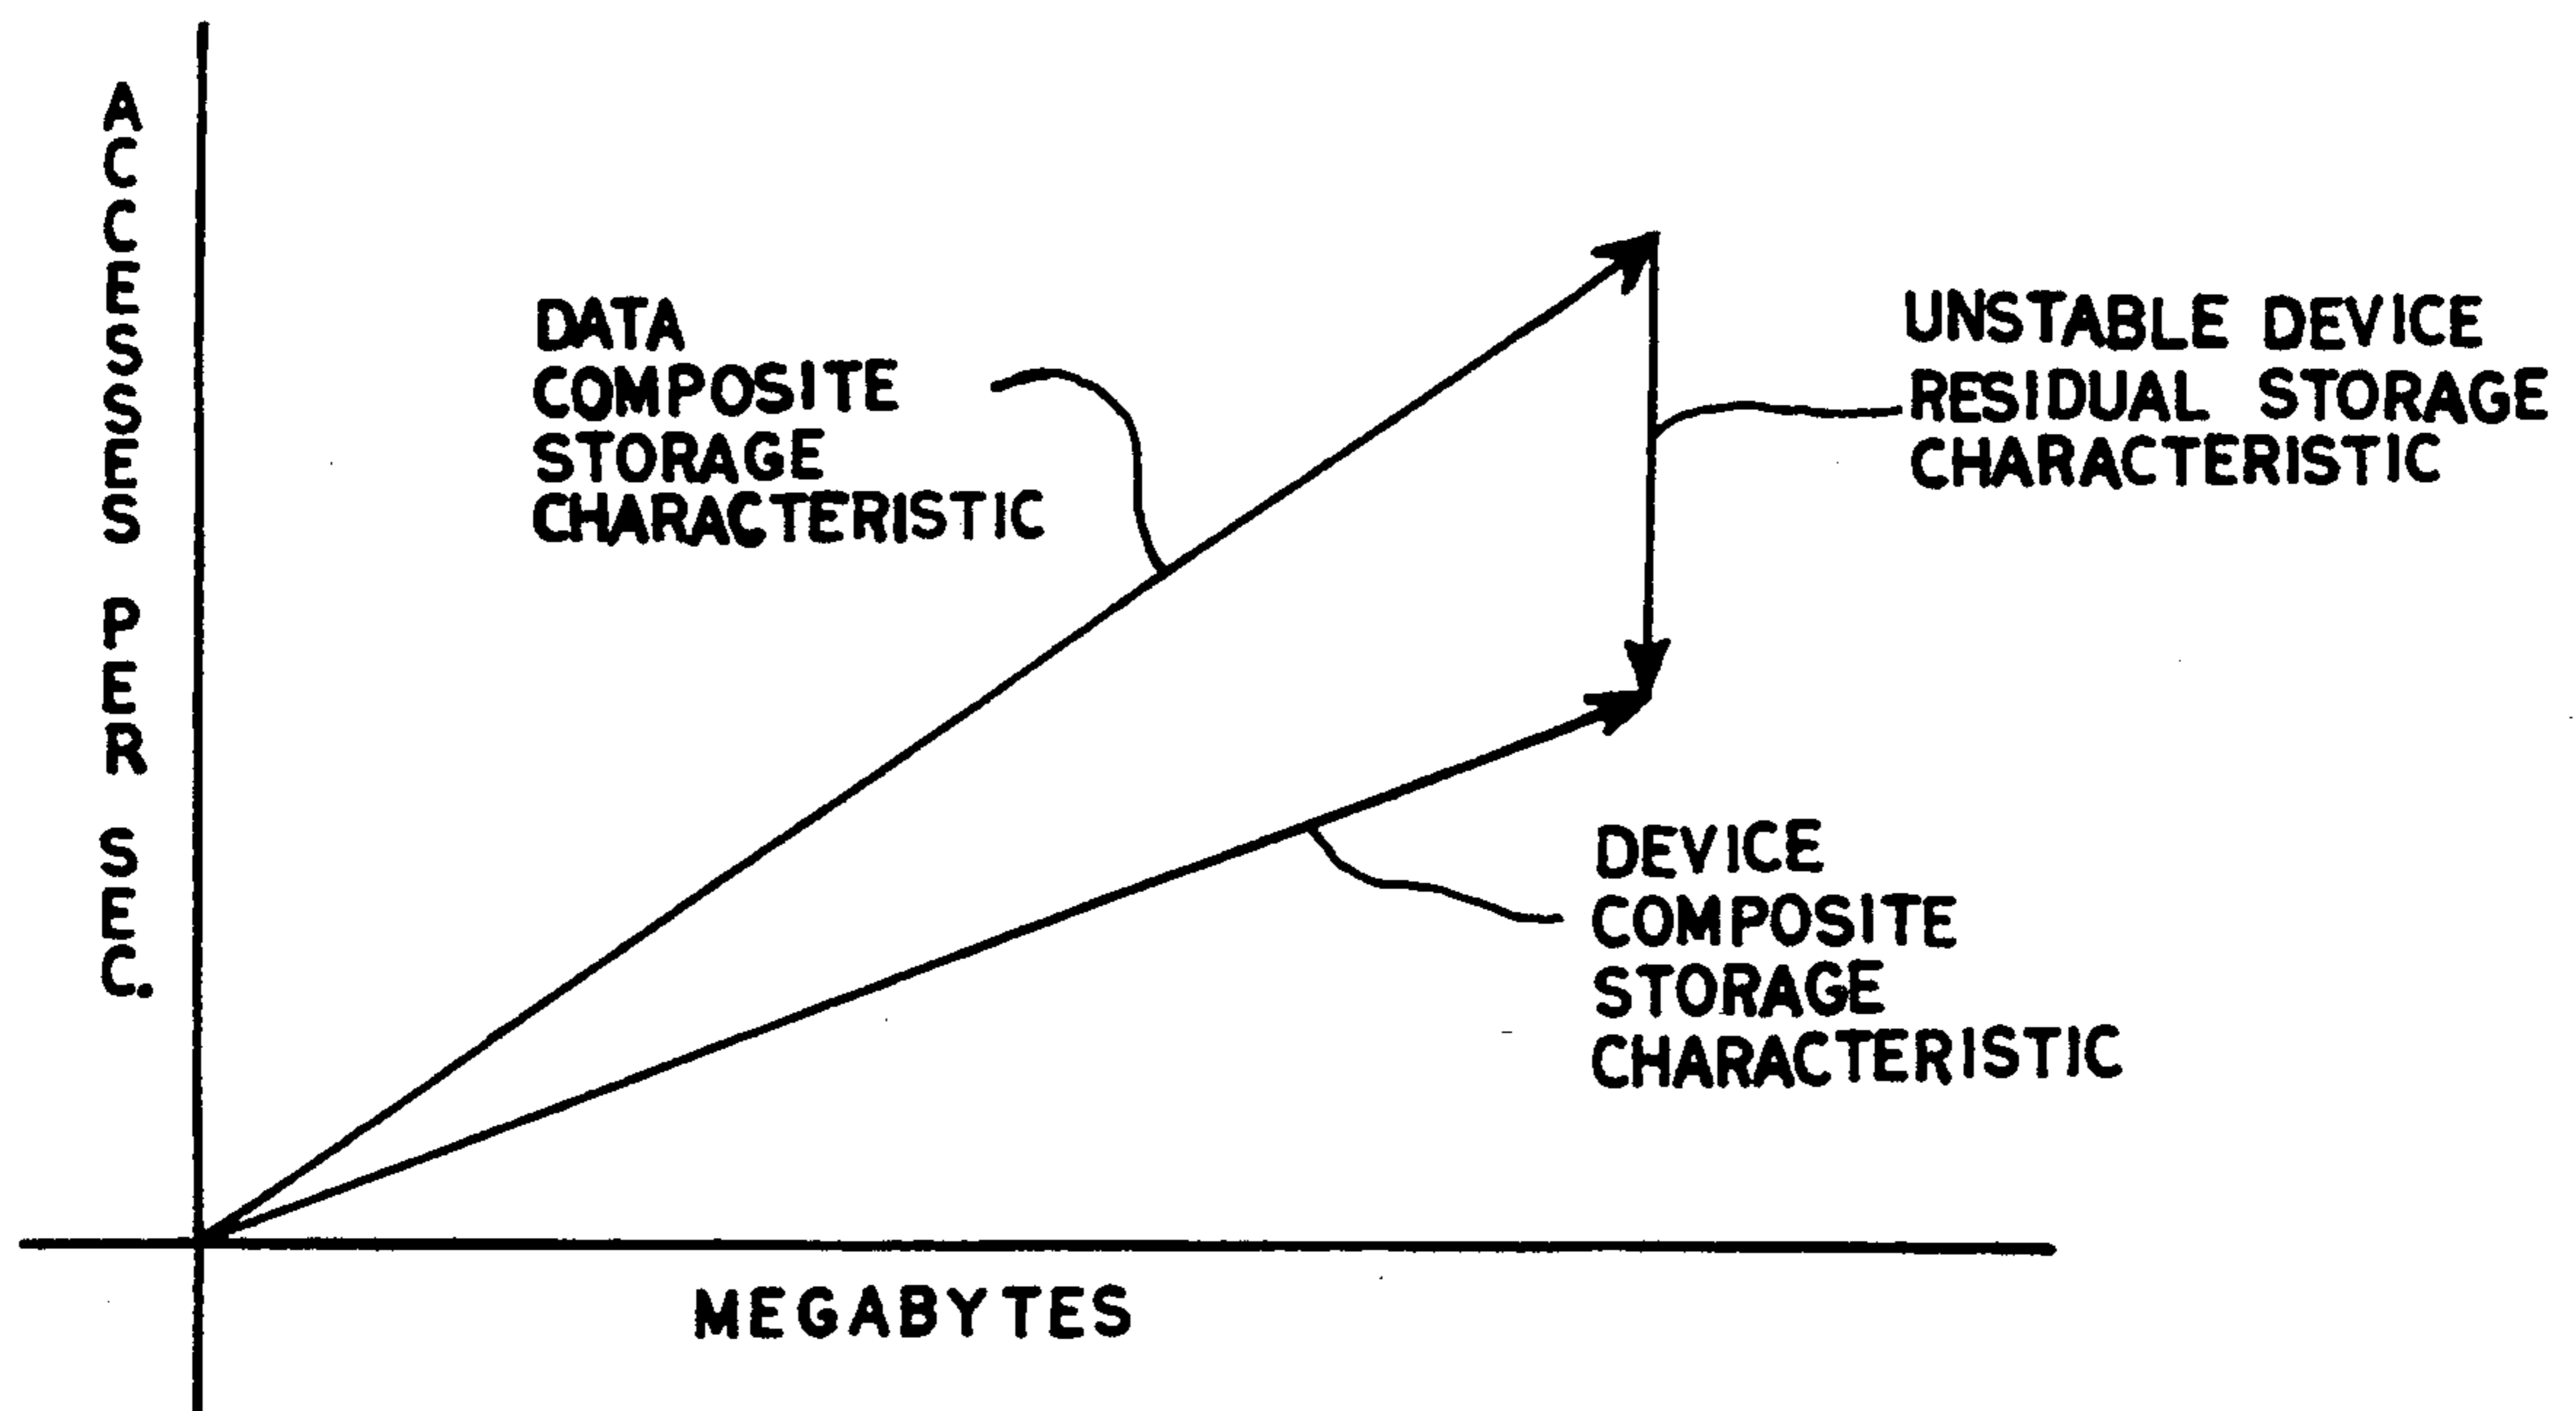 ACCESSES PER SEC.
DATA
COMPOSITE
STORAGE
CHARACTERISTIC
UNSTABLE DEVICE
RESIDUAL STORAGE
CHARACTERISTIC
DEVICE
COMPOSITE
STORAGE
CHARACTERISTIC
MEGABYTES